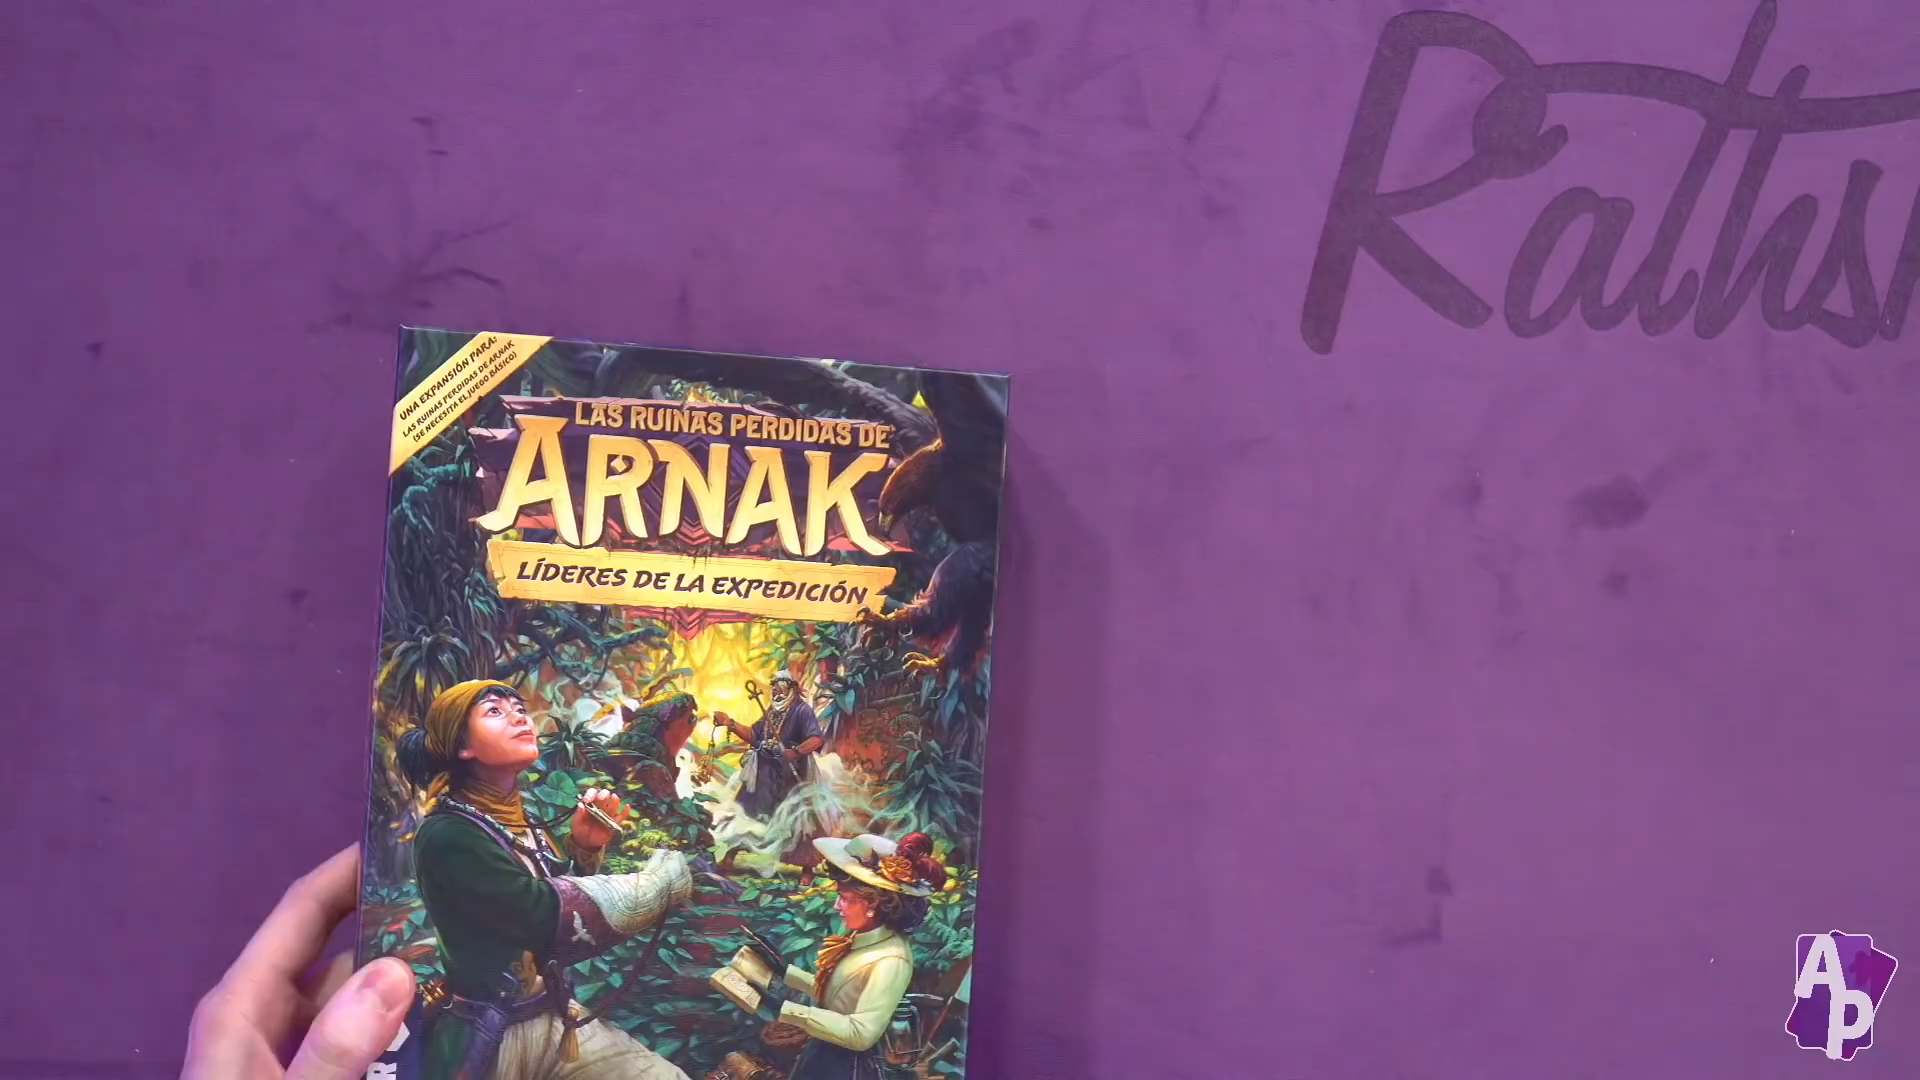 UNA EXPANSIÓN PARA:
LAS RUINAS PERDIDAS DE ARNAK
(SE NECESITA EL JUEGO BÁSICO)
LAS RUINAS PERDIDAS DE
ARNAK
LÍDERES DE LA EXPEDICIÓN
AP